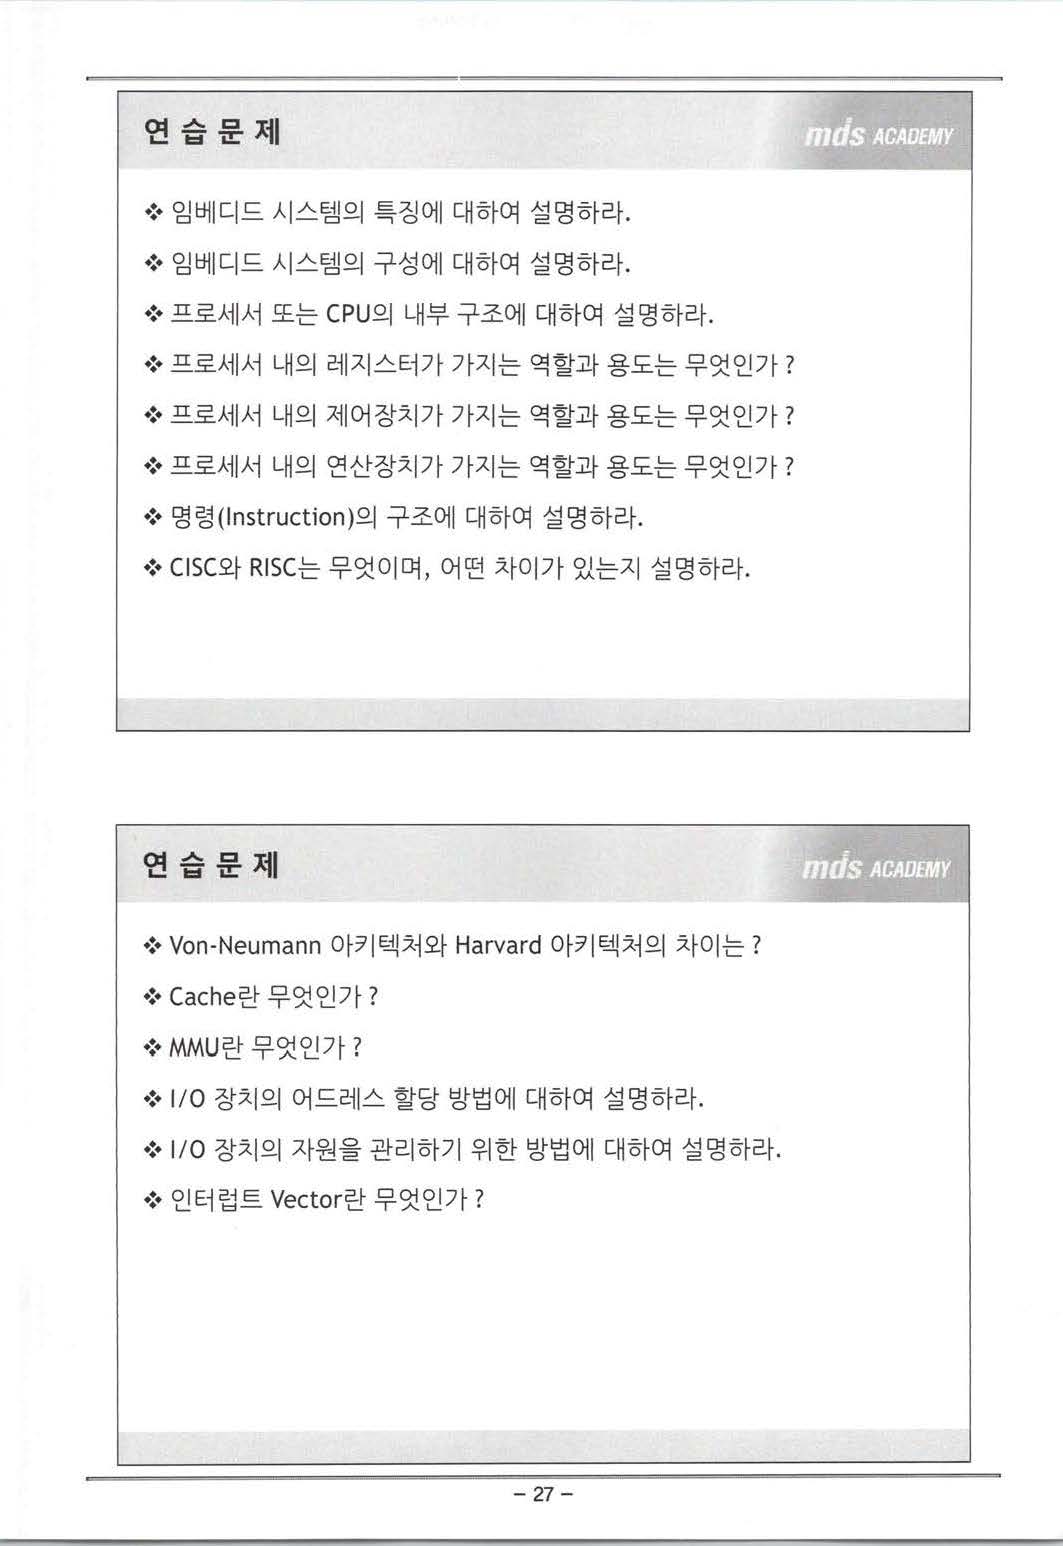 연 습 문 제
mds ACADEMY
❖ 임베디드 시스템의 특징에 대하여 설명하라.
❖ 임베디드 시스템의 구성에 대하여 설명하라.
❖ 프로세서 또는 CPU의 내부 구조에 대하여 설명하라.
❖ 프로세서 내의 레지스터가 가지는 역할과 용도는 무엇인가 ?
❖ 프로세서 내의 제어장치가 가지는 역할과 용도는 무엇인가 ?
❖ 프로세서 내의 연산장치가 가지는 역할과 용도는 무엇인가 ?
❖ 명령(Instruction)의 구조에 대하여 설명하라.
❖ CISC와 RISC는 무엇이며, 어떤 차이가 있는지 설명하라.
연 습 문 제
mds ACADEMY
❖ Von-Neumann 아키텍처와 Harvard 아키텍처의 차이는 ?
❖ Cache란 무엇인가 ?
❖ MMU란 무엇인가 ?
❖ I/O 장치의 어드레스 할당 방법에 대하여 설명하라.
❖ I/O 장치의 자원을 관리하기 위한 방법에 대하여 설명하라.
❖ 인터럽트 Vector란 무엇인가 ?
- 27 -